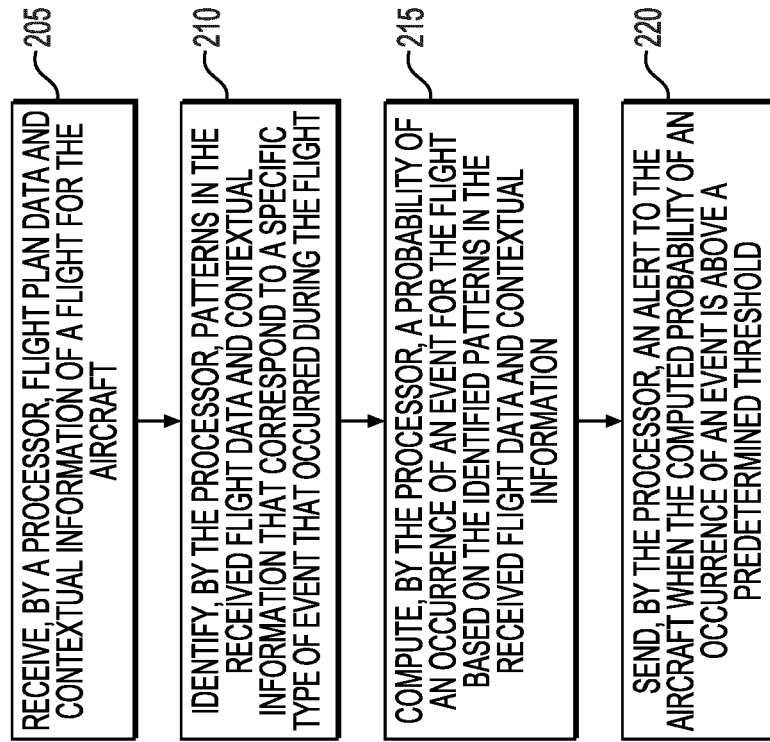 RECEIVE, BY A PROCESSOR, FLIGHT PLAN DATA AND
CONTEXTUAL INFORMATION OF A FLIGHT FOR THE
AIRCRAFT
205
IDENTIFY, BY THE PROCESSOR, PATTERNS IN THE
RECEIVED FLIGHT DATA AND CONTEXTUAL
INFORMATION THAT CORRESPOND TO A SPECIFIC
TYPE OF EVENT THAT OCCURRED DURING THE FLIGHT
210
COMPUTE, BY THE PROCESSOR, A PROBABILITY OF
AN OCCURRENCE OF AN EVENT FOR THE FLIGHT
BASED ON THE IDENTIFIED PATTERNS IN THE
RECEIVED FLIGHT DATA AND CONTEXTUAL
INFORMATION
215
SEND, BY THE PROCESSOR, AN ALERT TO THE
AIRCRAFT WHEN THE COMPUTED PROBABILITY OF AN
OCCURRENCE OF AN EVENT IS ABOVE A
PREDETERMINED THRESHOLD
220